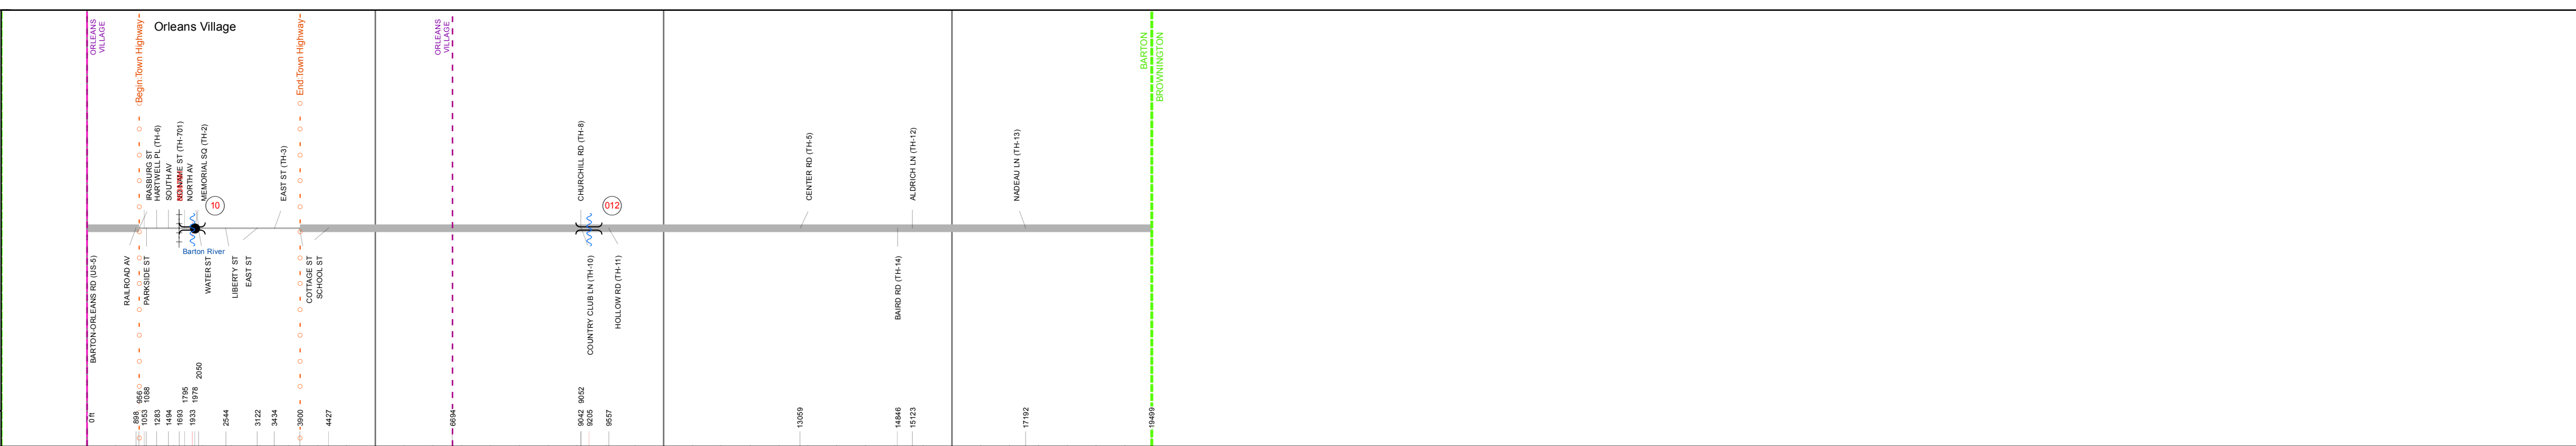 Orleans Village
ORLEANS
VILLAGE
Begin Town Highway
End Town Highway
ORLEANS
VILLAGE
BARTON
BROWNINGTON
IRASBURG ST
HARTWELL PL (TH-6)
SOUTH AV
NO NAME ST (TH-701)
NORTH AV
MEMORIAL SQ (TH-2)
EAST ST (TH-3)
CHURCHILL RD (TH-8)
CENTER RD (TH-5)
ALDRICH LN (TH-12)
NADEAU LN (TH-13)
10
012
Barton River
BARTON-ORLEANS RD (US-5)
RAILROAD AV
PARKSIDE ST
WATER ST
LIBERTY ST
EAST ST
COTTAGE ST
SCHOOL ST
COUNTRY CLUB LN (TH-10)
HOLLOW RD (TH-11)
BAIRD RD (TH-14)
0 ft
898
956
1053
1088
1283
1494
1693
1795
1933
1978
2050
2544
3122
3434
3900
4427
6694
9042
9052
9205
9557
13059
14846
15123
17192
19499